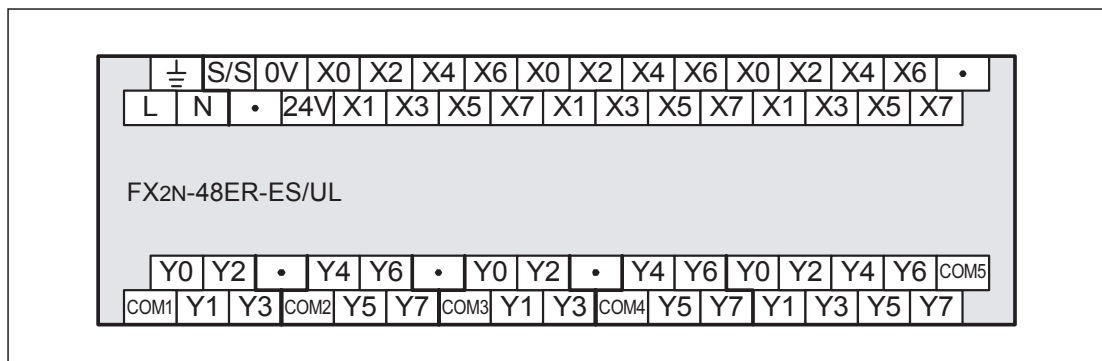 ⏚ S/S 0V X0 X2 X4 X6 X0 X2 X4 X6 X0 X2 X4 X6 •
L N • 24V X1 X3 X5 X7 X1 X3 X5 X7 X1 X3 X5 X7
FX2N-48ER-ES/UL
Y0 Y2 • Y4 Y6 • Y0 Y2 • Y4 Y6 Y0 Y2 Y4 Y6 COM5
COM1 Y1 Y3 COM2 Y5 Y7 COM3 Y1 Y3 COM4 Y5 Y7 Y1 Y3 Y5 Y7